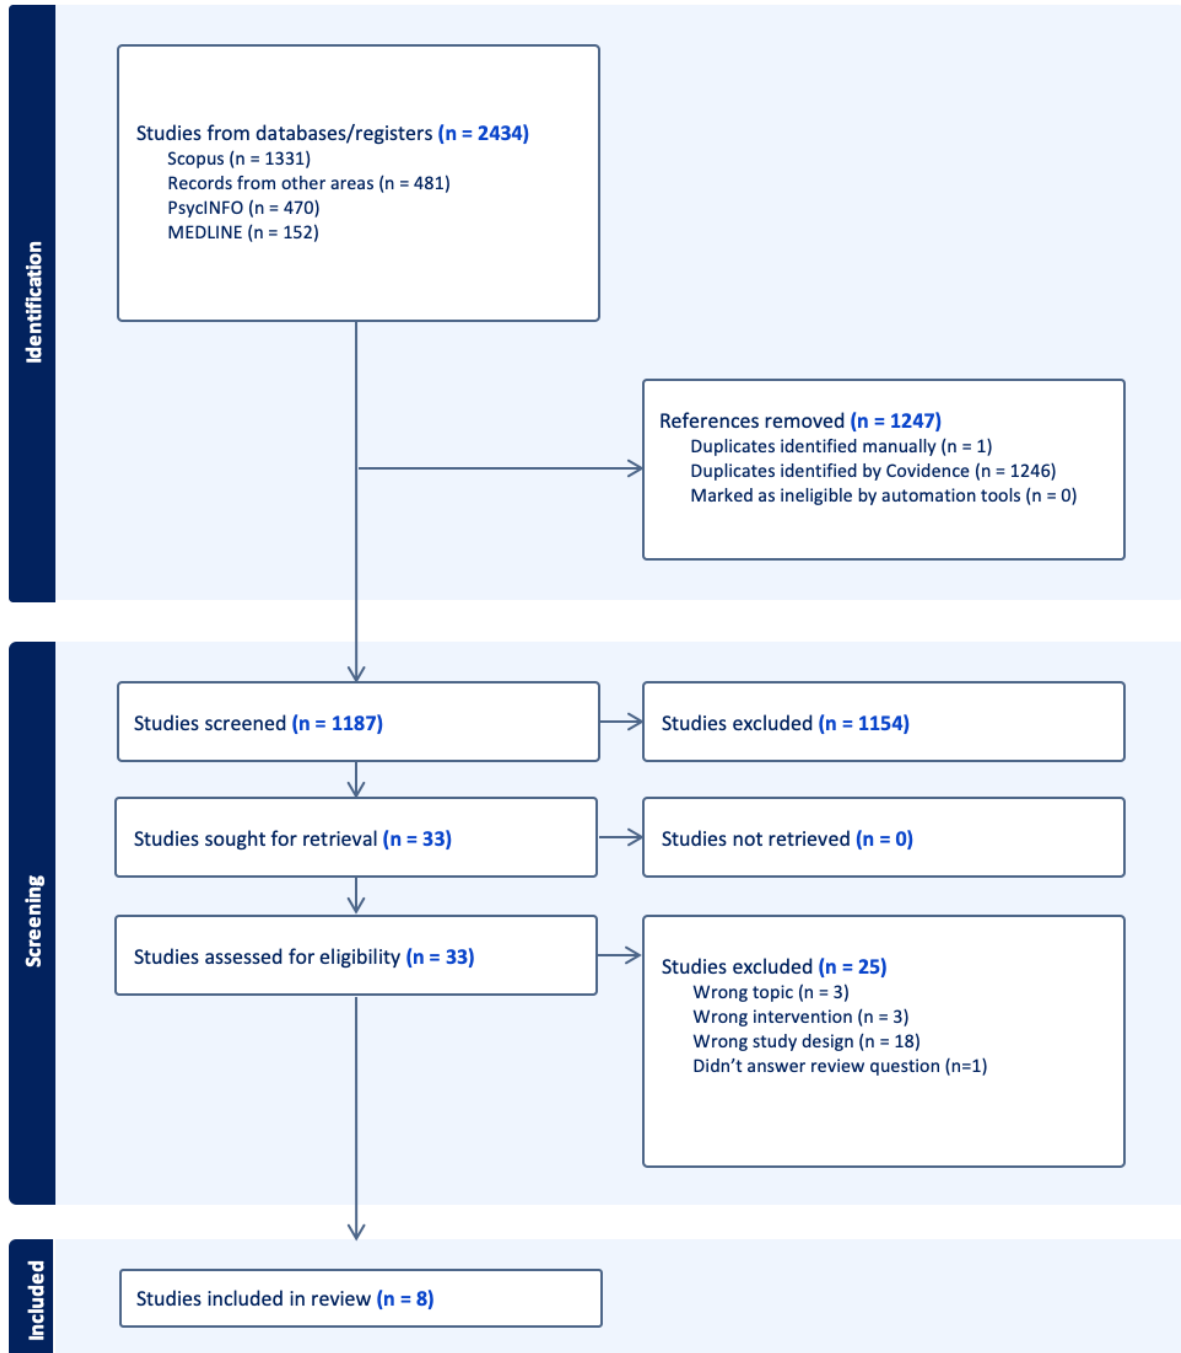 Identification
Studies from databases/registers (n = 2434)
Scopus (n = 1331)
Records from other areas (n = 481)
PsycINFO (n = 470)
MEDLINE (n = 152)
References removed (n = 1247)
Duplicates identified manually (n = 1)
Duplicates identified by Covidence (n = 1246)
Marked as ineligible by automation tools (n = 0)
Screening
Studies screened (n = 1187)
Studies excluded (n = 1154)
Studies sought for retrieval (n = 33)
Studies not retrieved (n = 0)
Studies assessed for eligibility (n = 33)
Studies excluded (n = 25)
Wrong topic (n = 3)
Wrong intervention (n = 3)
Wrong study design (n = 18)
Didn’t answer review question (n=1)
Included
Studies included in review (n = 8)